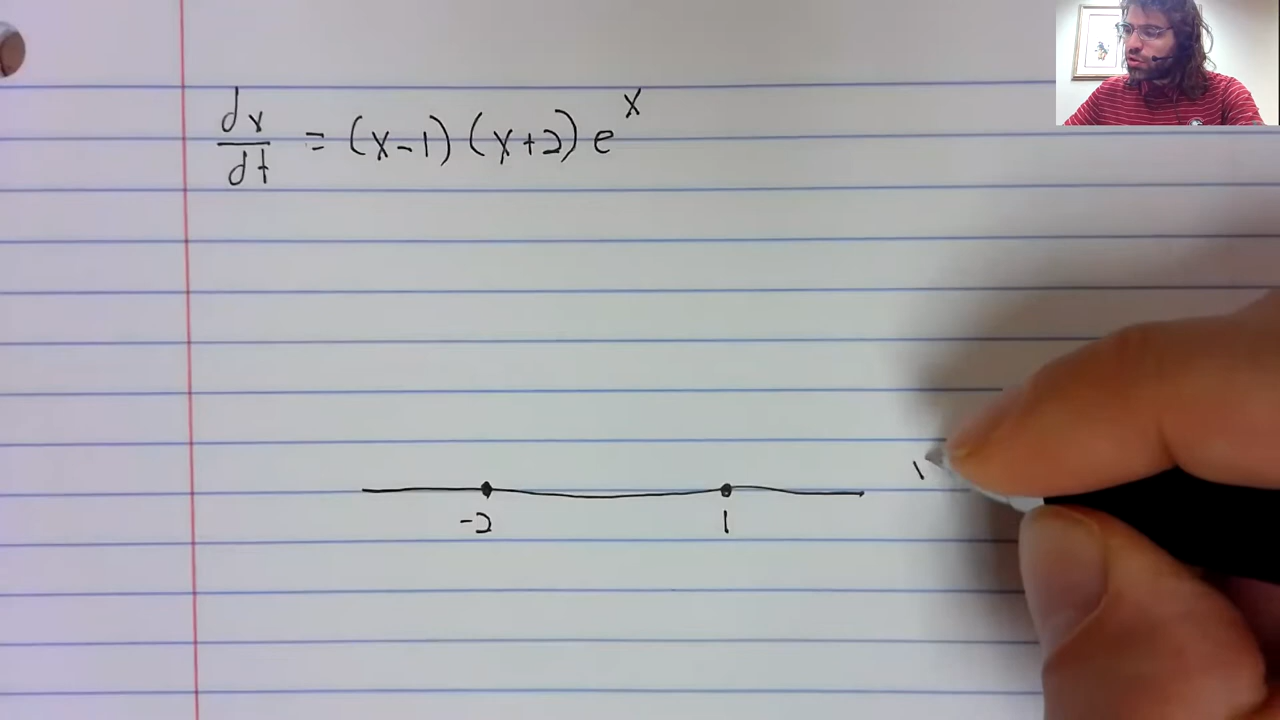 dx/dt = (x-1)(x+2)e^x
-2 1